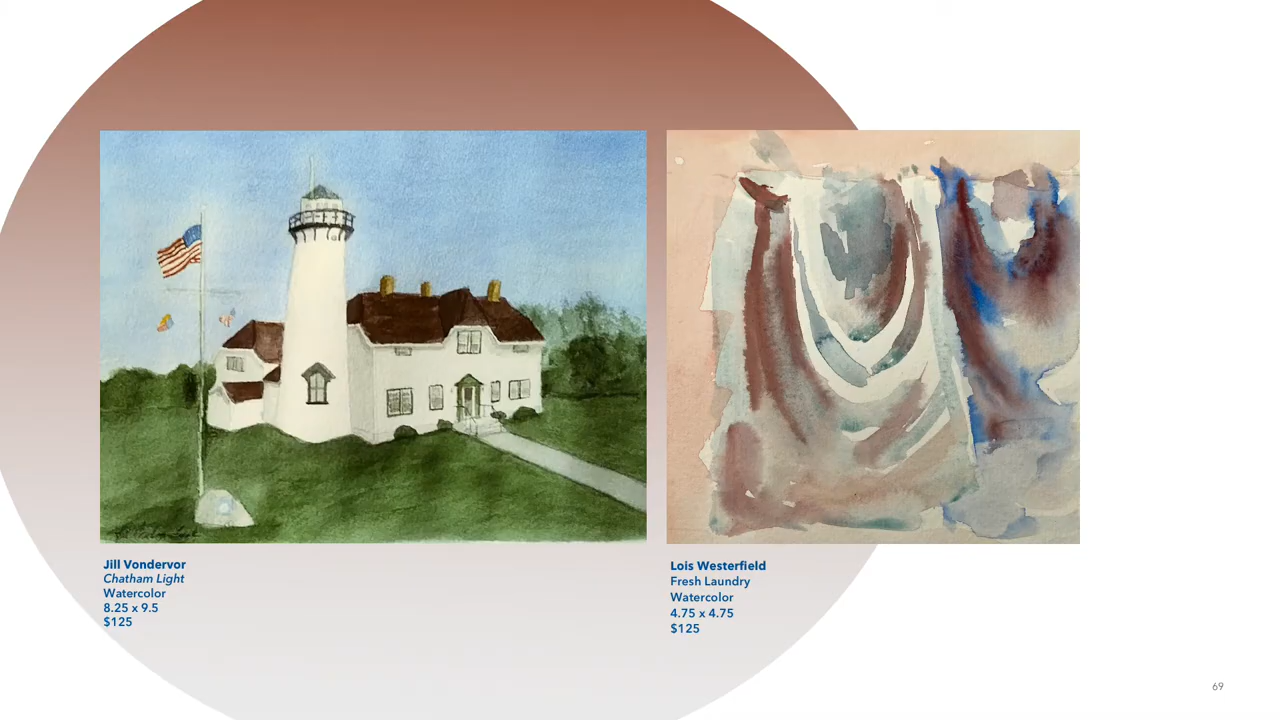 Jill Vondervor
Chatham Light
Watercolor
8.25 x 9.5
$125
Lois Westerfield
Fresh Laundry
Watercolor
4.75 x 4.75
$125
69